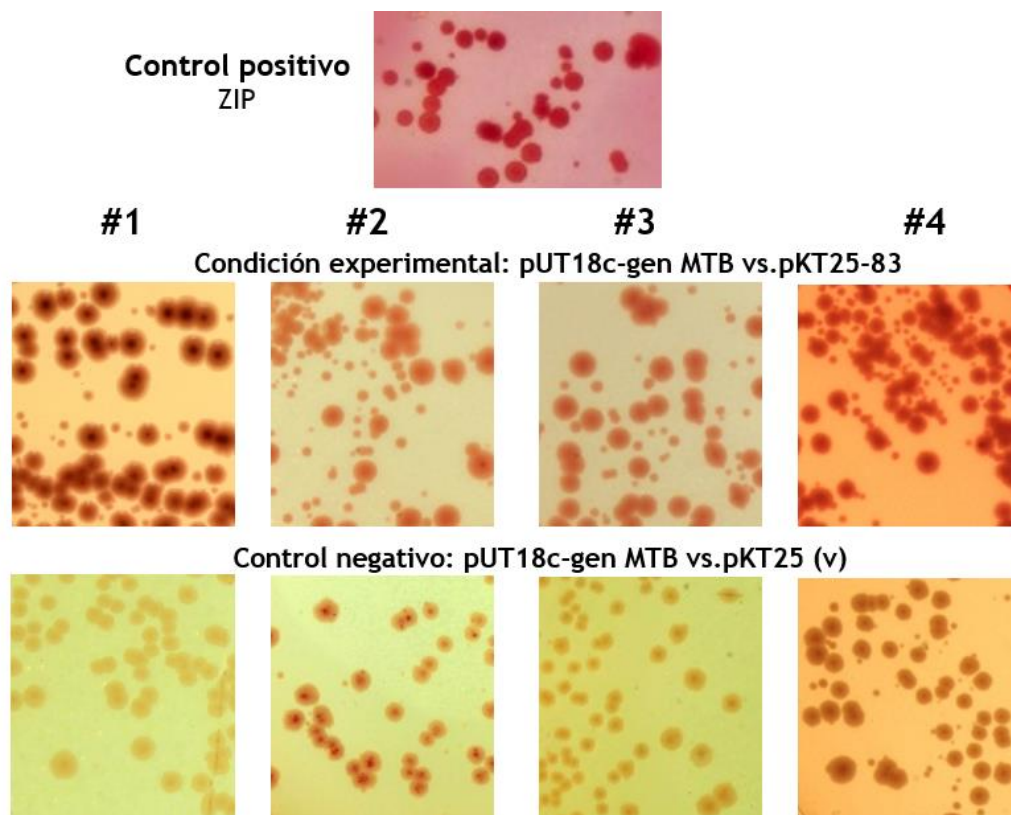 Control positivo
ZIP
#1 #2 #3 #4
Condición experimental: pUT18c-gen MTB vs.pKT25-83
Control negativo: pUT18c-gen MTB vs.pKT25 (v)